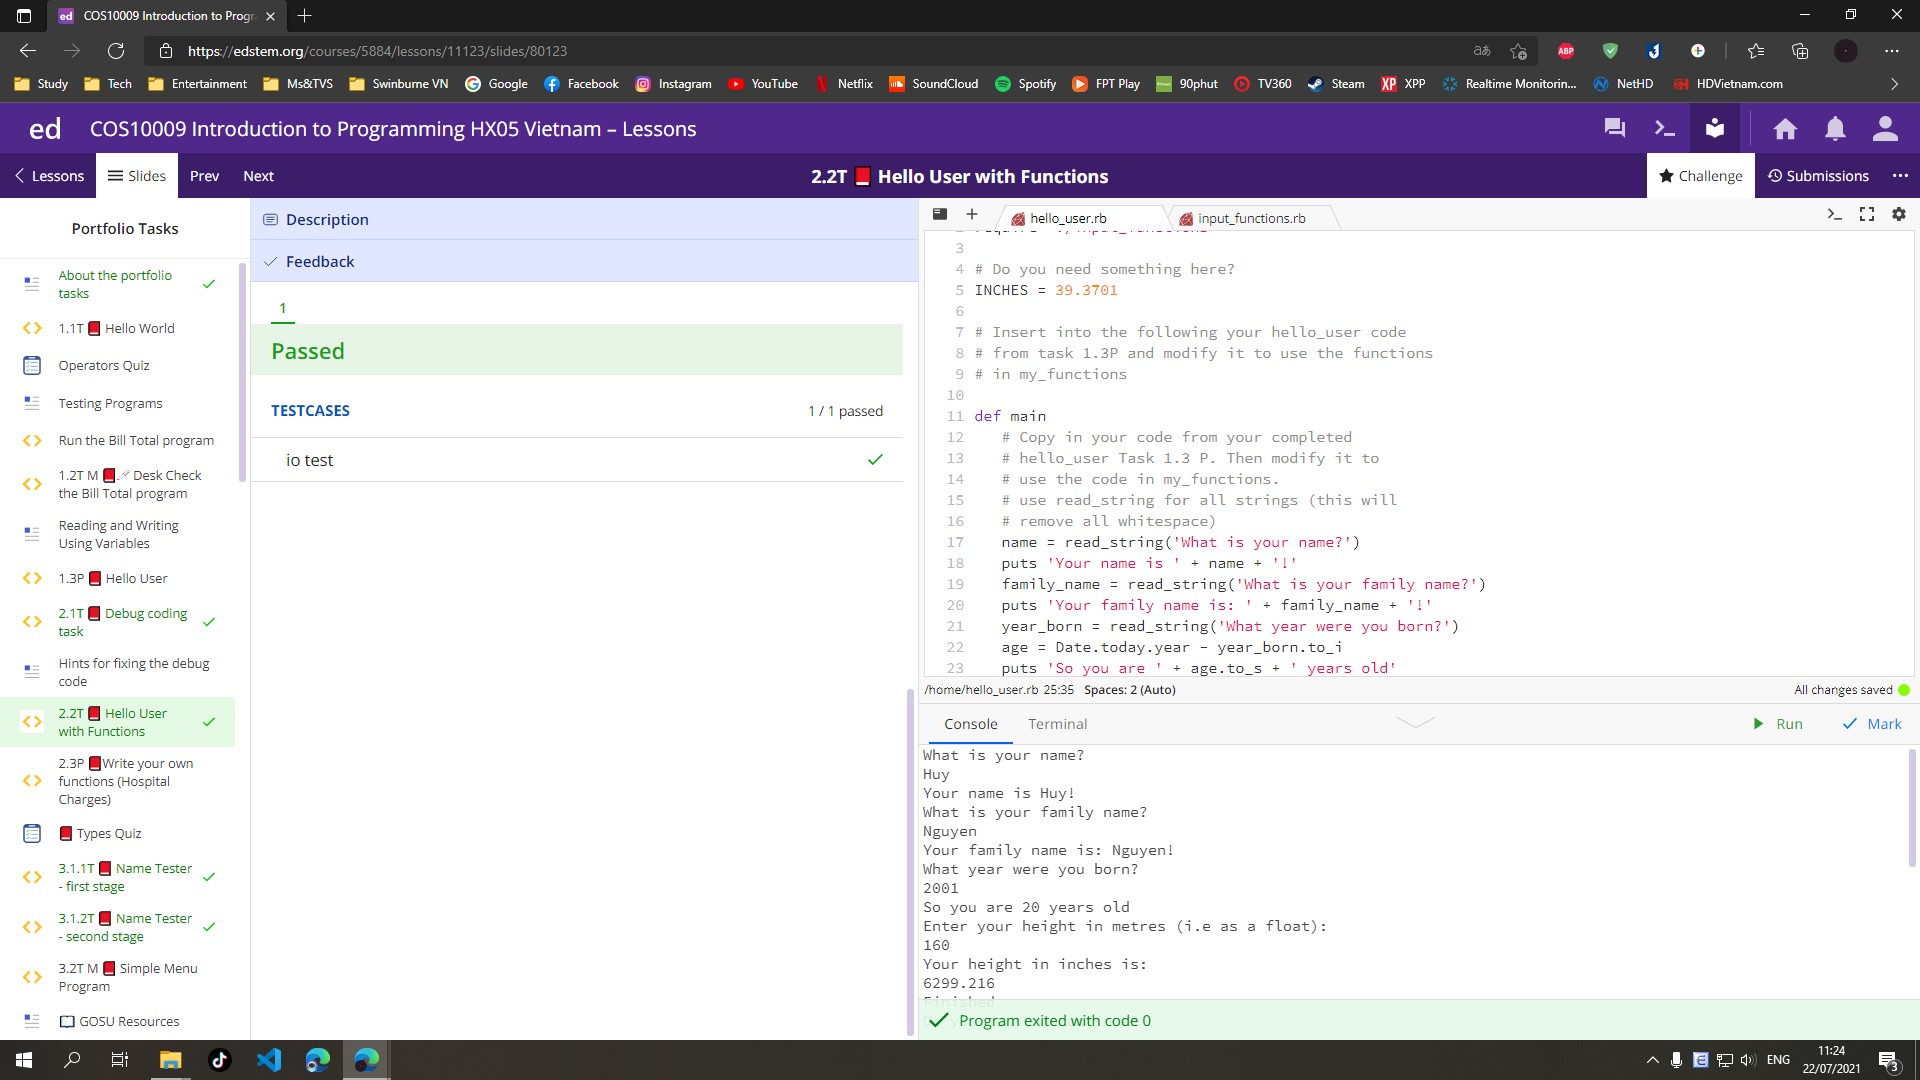 ed COS10009 Introduction to Progr
https://edstem.org/courses/5884/lessons/11123/slides/80123
ABP
Study Tech Entertainment Ms&TVS Swinburne VN Google Facebook Instagram YouTube Netflix SoundCloud Spotify FPT Play 90phut TV360 Steam XP XPP Realtime Monitorin... NetHD HDVietnam.com
ed COS10009 Introduction to Programming HX05 Vietnam – Lessons
Lessons Slides Prev Next 2.2T 📕 Hello User with Functions Challenge Submissions
Portfolio Tasks
About the portfolio
tasks
1.1T 📕 Hello World
Operators Quiz
Testing Programs
Run the Bill Total program
1.2T M 📕 Desk Check
the Bill Total program
Reading and Writing
Using Variables
1.3P 📕 Hello User
2.1T 📕 Debug coding
task
Hints for fixing the debug
code
2.2T 📕 Hello User
with Functions
2.3P 📕Write your own
functions (Hospital
Charges)
📕 Types Quiz
3.1.1T 📕 Name Tester
- first stage
3.1.2T 📕 Name Tester
- second stage
3.2T M 📕 Simple Menu
Program
GOSU Resources
Description
Feedback
1
Passed
TESTCASES 1 / 1 passed
io test
hello_user.rb input_functions.rb
3
4 # Do you need something here?
5 INCHES = 39.3701
6
7 # Insert into the following your hello_user code
8 # from task 1.3P and modify it to use the functions
9 # in my_functions
10
11 def main
12 # Copy in your code from your completed
13 # hello_user Task 1.3 P. Then modify it to
14 # use the code in my_functions.
15 # use read_string for all strings (this will
16 # remove all whitespace)
17 name = read_string('What is your name?')
18 puts 'Your name is ' + name + '!'
19 family_name = read_string('What is your family name?')
20 puts 'Your family name is: ' + family_name + '!'
21 year_born = read_string('What year were you born?')
22 age = Date.today.year - year_born.to_i
23 puts 'So you are ' + age.to_s + ' years old'
/home/hello_user.rb 25:35 Spaces: 2 (Auto) All changes saved
Console Terminal Run Mark
What is your name?
Huy
Your name is Huy!
What is your family name?
Nguyen
Your family name is: Nguyen!
What year were you born?
2001
So you are 20 years old
Enter your height in metres (i.e as a float):
160
Your height in inches is:
6299.216
Finished
Program exited with code 0
ENG
11:24
22/07/2021
3